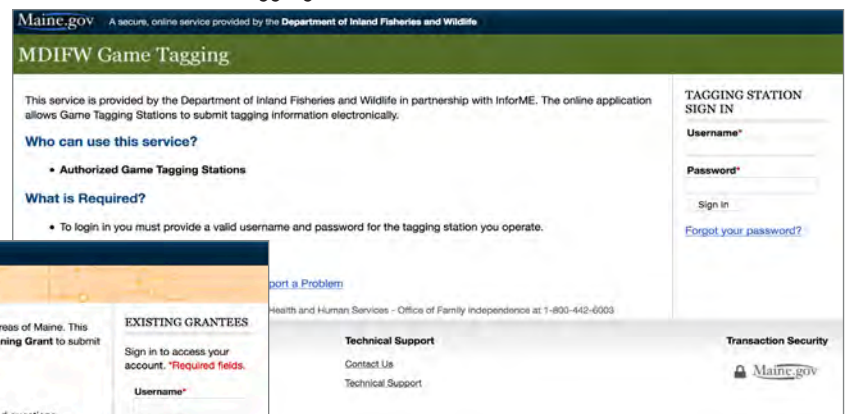 Maine.gov A secure, online service provided by the Department of Inland Fisheries and Wildlife
MDIFW Game Tagging
This service is provided by the Department of Inland Fisheries and Wildlife in partnership with InforME. The online application
allows Game Tagging Stations to submit tagging information electronically.
Who can use this service?
• Authorized Game Tagging Stations
What is Required?
• To login in you must provide a valid username and password for the tagging station you operate.
TAGGING STATION
SIGN IN
Username*
Password*
Sign In
Forgot your password?
port a Problem
Health and Human Services - Office of Family Independence at 1-800-442-6003
Technical Support
Contact Us
Technical Support
Transaction Security
Maine.gov
reas of Maine. This
ning Grant to submit
EXISTING GRANTEES
Sign in to access your
account. *Required fields.
Username*